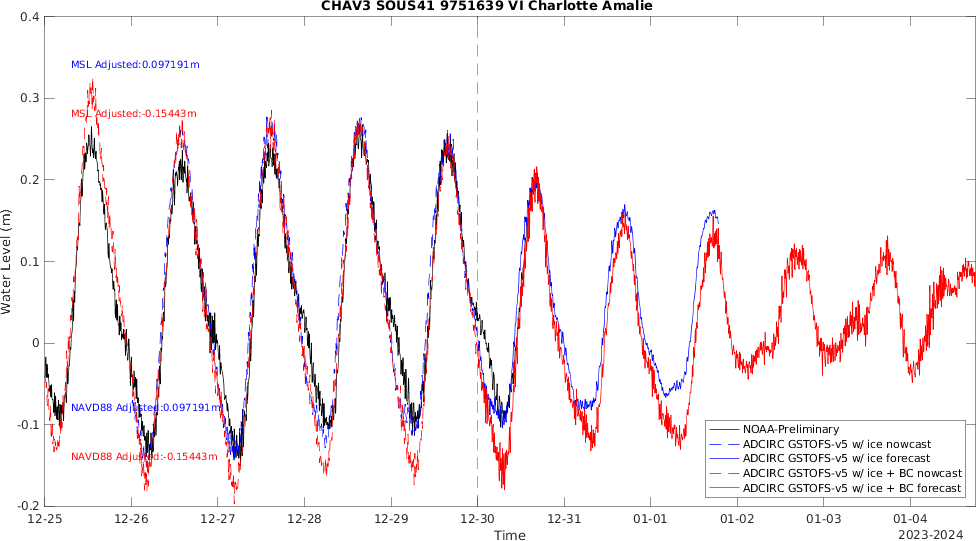 CHAV3 SOUS41 9751639 VI Charlotte Amalie
0.4
0.3
0.2
0.1
0
-0.1
-0.2
Water Level (m)
MSL Adjusted:0.097191m
MSL Adjusted:-0.15443m
NAVD88 Adjusted:0.097191m
NAVD88 Adjusted:-0.15443m
NOAA-Preliminary
ADCIRC GSTOFS-v5 w/ ice nowcast
ADCIRC GSTOFS-v5 w/ ice forecast
ADCIRC GSTOFS-v5 w/ ice + BC nowcast
ADCIRC GSTOFS-v5 w/ ice + BC forecast
12-25 12-26 12-27 12-28 12-29 12-30 12-31 01-01 01-02 01-03 01-04
Time
2023-2024